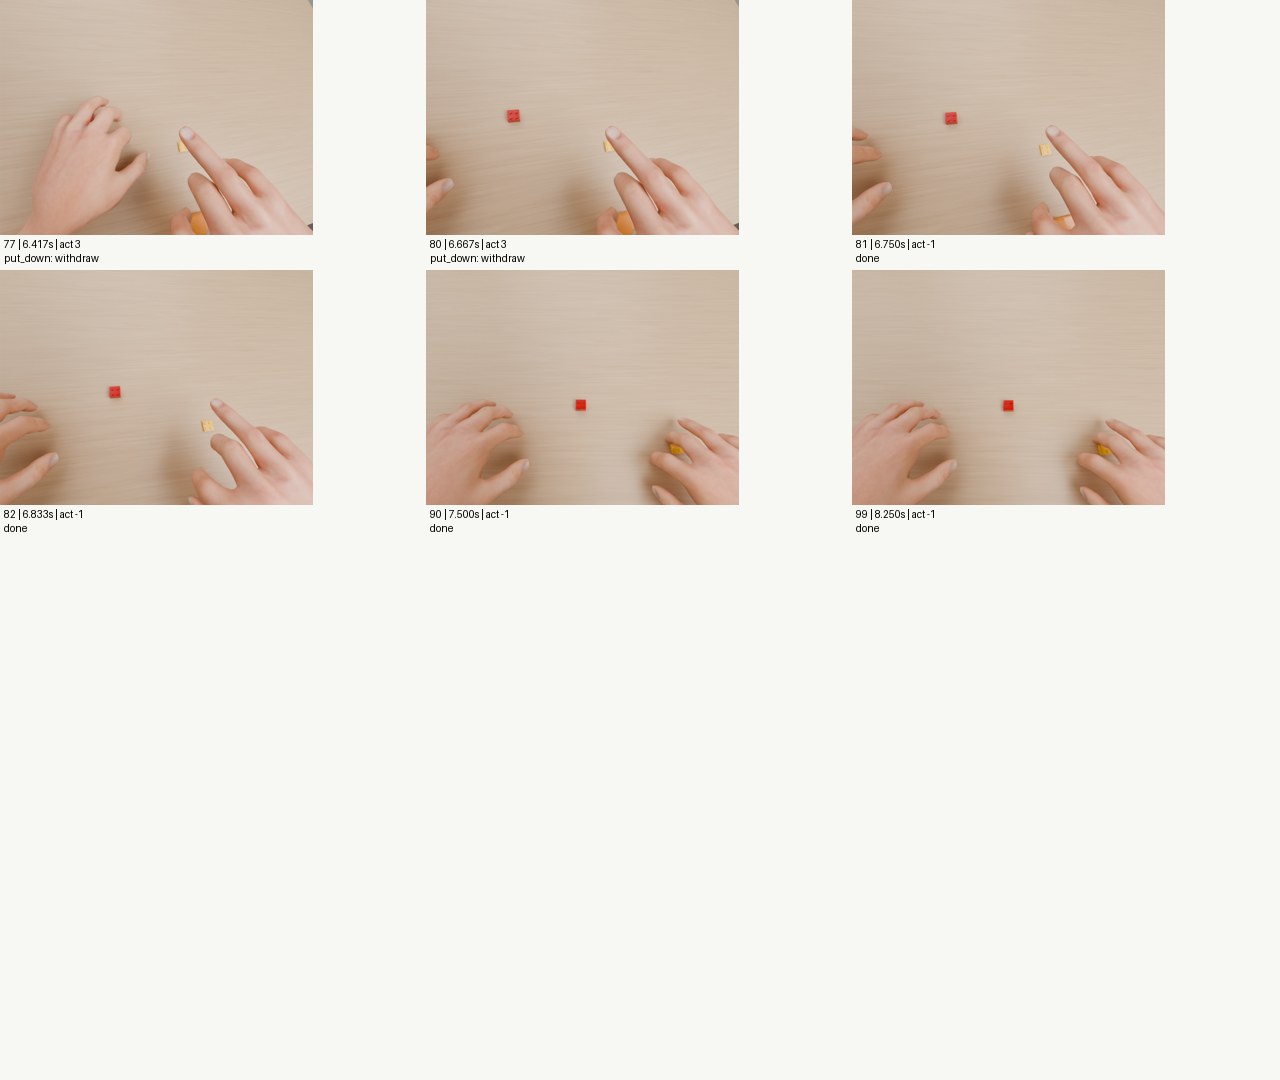 77 | 6.417s | act 3
put_down: withdraw
80 | 6.667s | act 3
put_down: withdraw
81 | 6.750s | act -1
done
82 | 6.833s | act -1
done
90 | 7.500s | act -1
done
99 | 8.250s | act -1
done